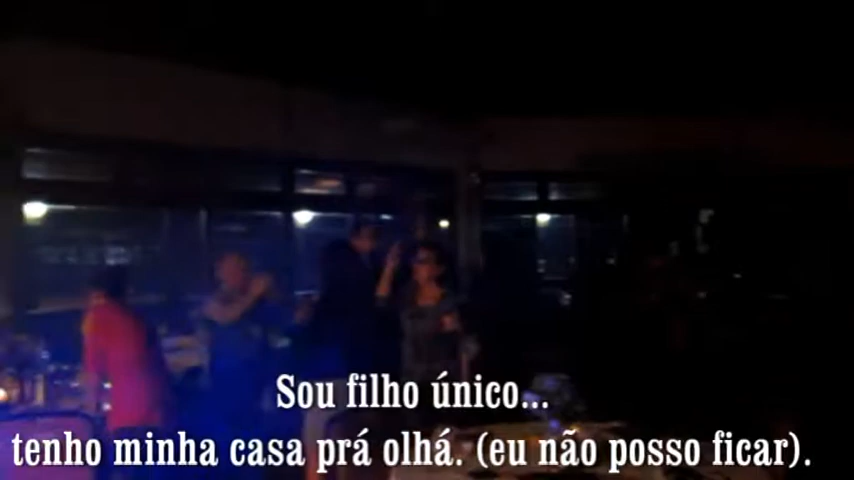 Sou filho único...
tenho minha casa prá olhá. (eu não posso ficar).